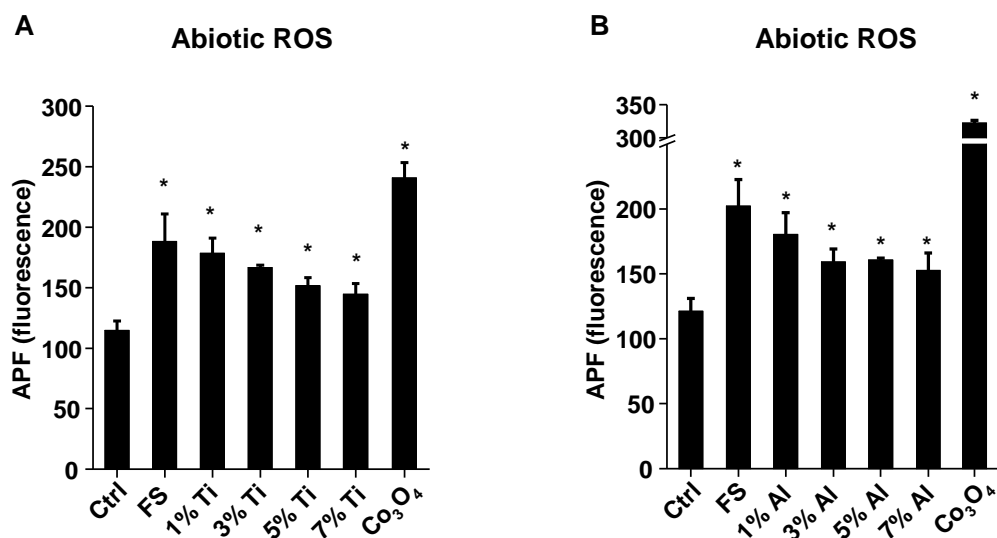 A
Abiotic ROS
APF (fluorescence)
300
250
200
150
100
50
0
*
*
*
*
*
*
Ctrl
FS
1% Ti
3% Ti
5% Ti
7% Ti
Co₃O₄
B
Abiotic ROS
APF (fluorescence)
350
300
200
150
100
50
0
*
*
*
*
*
*
Ctrl
FS
1% Al
3% Al
5% Al
7% Al
Co₃O₄